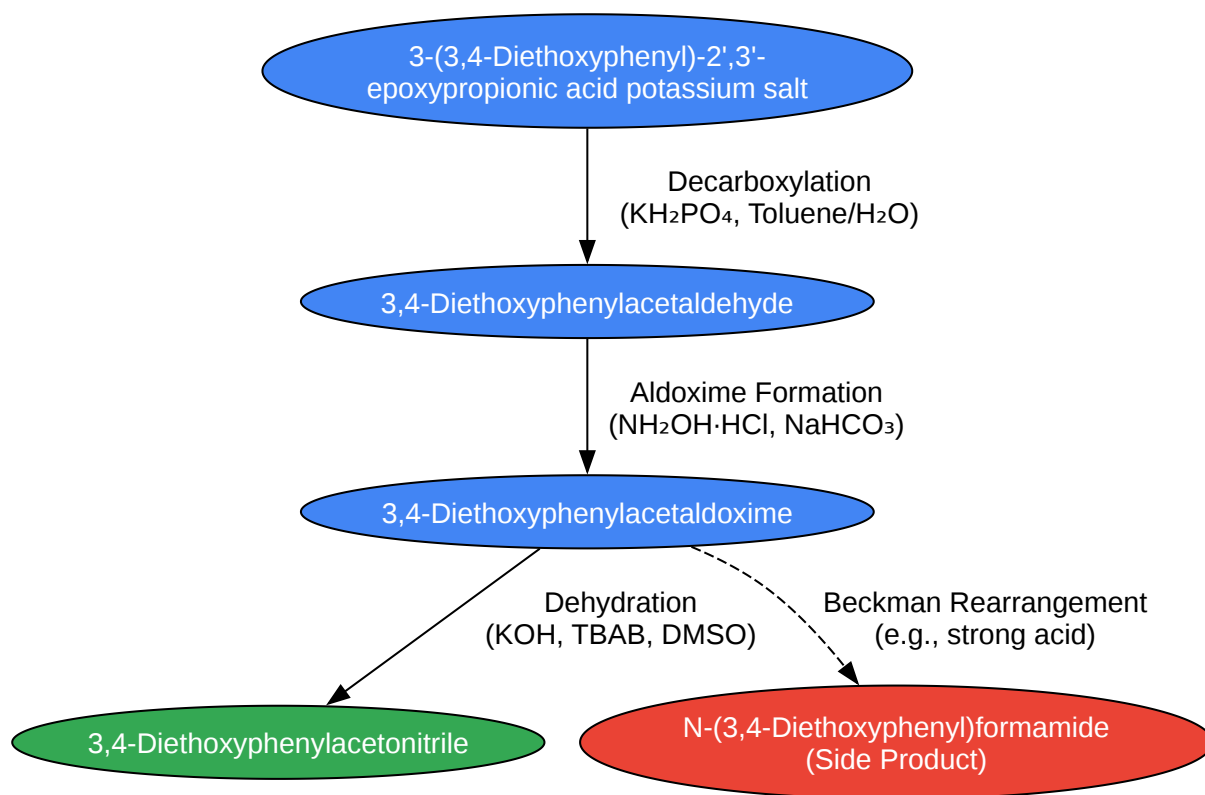 3-(3,4-Diethoxyphenyl)-2',3'-
epoxypropionic acid potassium salt
Decarboxylation
(KH₂PO₄, Toluene/H₂O)
3,4-Diethoxyphenylacetaldehyde
Aldoxime Formation
(NH₂OH·HCl, NaHCO₃)
3,4-Diethoxyphenylacetaldoxime
Dehydration
(KOH, TBAB, DMSO)
Beckman Rearrangement
(e.g., strong acid)
3,4-Diethoxyphenylacetonitrile
N-(3,4-Diethoxyphenyl)formamide
(Side Product)